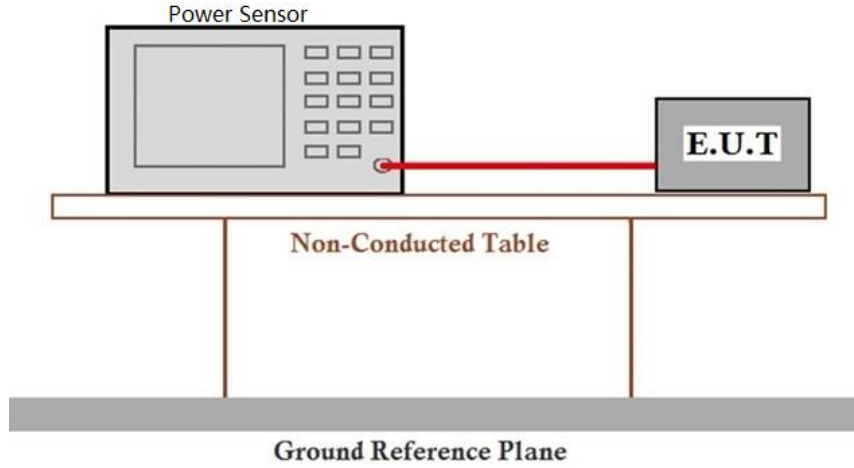 Power Sensor
E.U.T
Non-Conducted Table
Ground Reference Plane